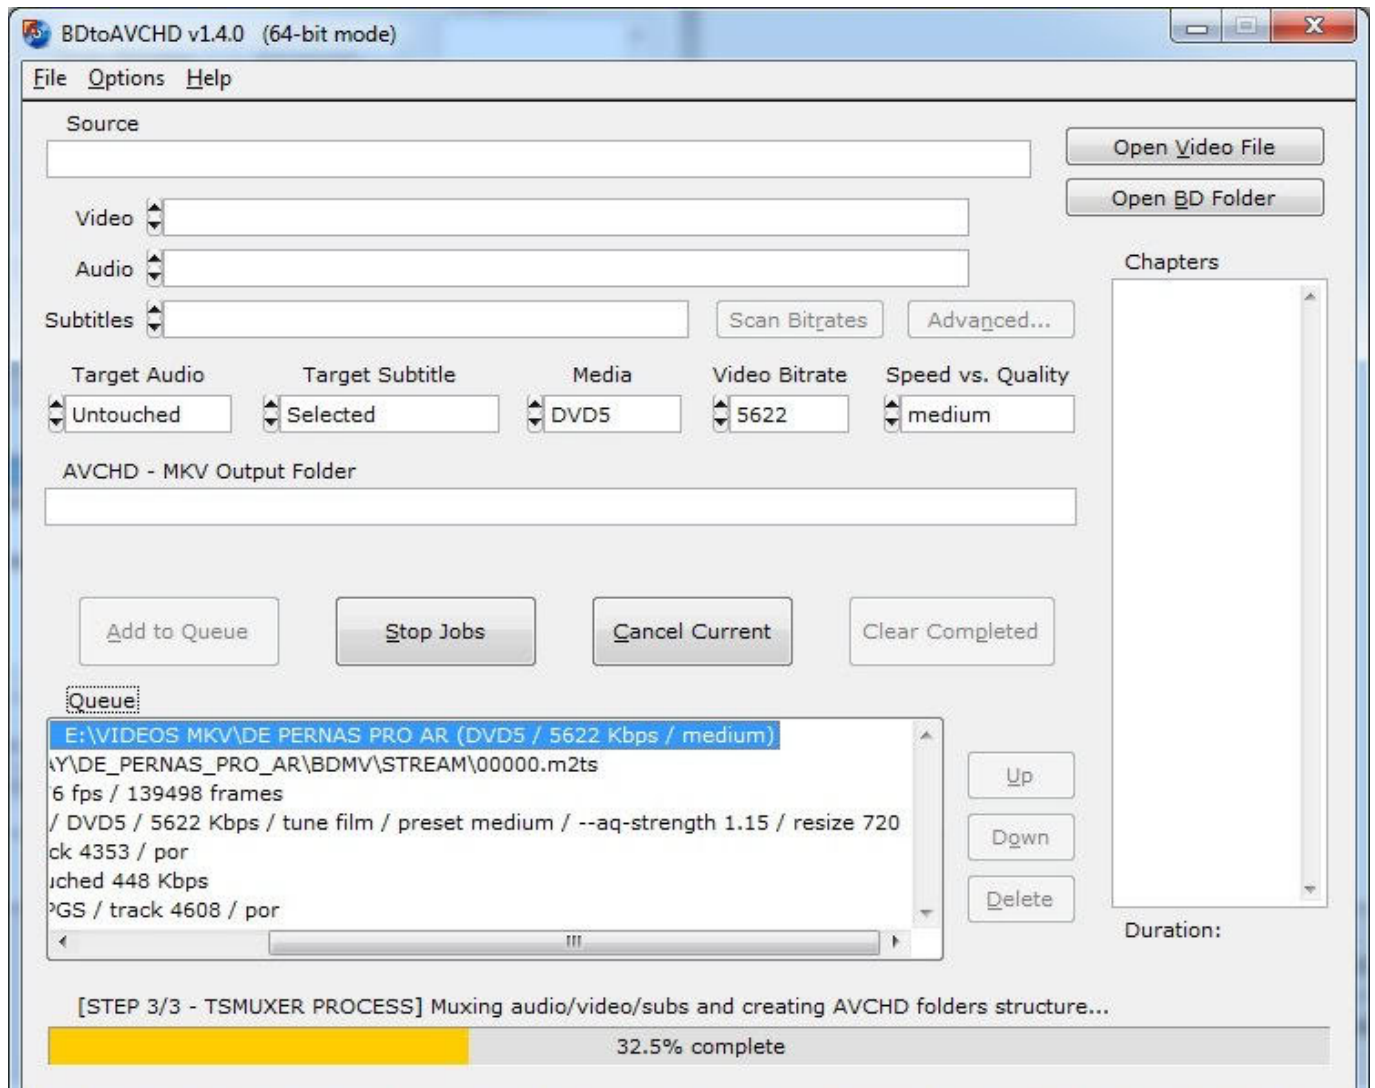 BDtoAVCHD v1.4.0 (64-bit mode)
File Options Help
Source
Open Video File
Open BD Folder
Video
Audio
Chapters
Subtitles
Scan Bitrates
Advanced...
Target Audio
Target Subtitle
Media
Video Bitrate
Speed vs. Quality
Untouched
Selected
DVD5
5622
medium
AVCHD - MKV Output Folder
Add to Queue
Stop Jobs
Cancel Current
Clear Completed
Queue
E:\VIDEOS MKV\DE PERNAS PRO AR (DVD5 / 5622 Kbps / medium)
Y\DE_PERNAS_PRO_AR\BDMV\STREAM\00000.m2ts
6 fps / 139498 frames
/ DVD5 / 5622 Kbps / tune film / preset medium / --aq-strength 1.15 / resize 720
ck 4353 / por
uched 448 Kbps
PGS / track 4608 / por
Up
Down
Delete
Duration:
[STEP 3/3 - TSMUXER PROCESS] Muxing audio/video/subs and creating AVCHD folders structure...
32.5% complete